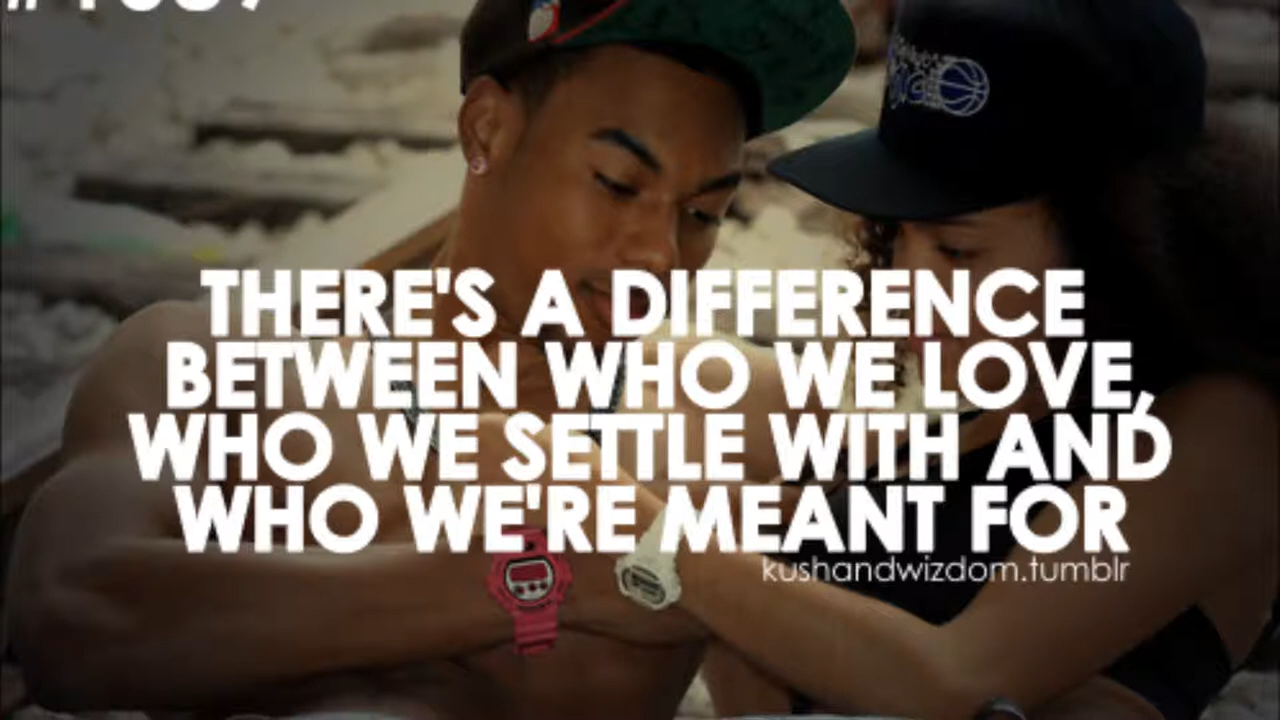 THERE'S A DIFFERENCE
BETWEEN WHO WE LOVE,
WHO WE SETTLE WITH AND
WHO WE'RE MEANT FOR
kushandwizdom.tumblr